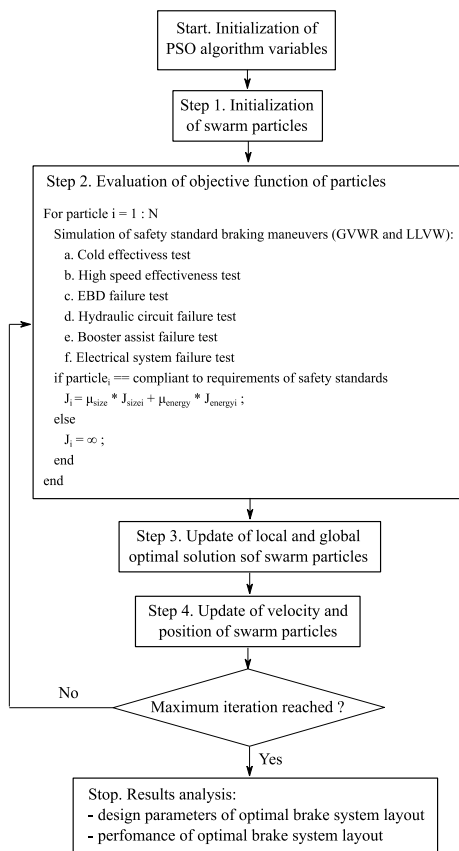 Start. Initialization of
PSO algorithm variables
Step 1. Initialization
of swarm particles
Step 2. Evaluation of objective function of particles
For particle i = 1 : N
Simulation of safety standard braking maneuvers (GVWR and LLVW):
a. Cold effectivess test
b. High speed effectiveness test
c. EBD failure test
d. Hydraulic circuit failure test
e. Booster assist failure test
f. Electrical system failure test
if particleᵢ == compliant to requirements of safety standards
Jᵢ = μsize * Jsizei + μenergy * Jenergyi ;
else
Jᵢ = ∞ ;
end
end
Step 3. Update of local and global
optimal solution sof swarm particles
Step 4. Update of velocity and
position of swarm particles
No
Maximum iteration reached ?
Yes
Stop. Results analysis:
- design parameters of optimal brake system layout
- perfomance of optimal brake system layout